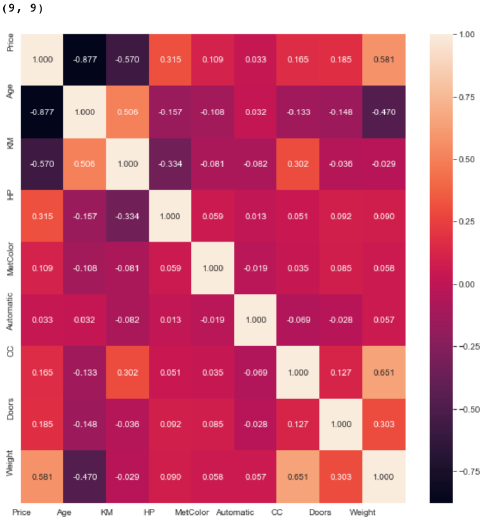 (9, 9)
Price 1.000 -0.877 -0.570 0.315 0.109 0.033 0.165 0.185 0.581
Age -0.877 1.000 0.506 -0.157 -0.108 0.032 -0.133 -0.148 -0.470
KM -0.570 0.506 1.000 -0.334 -0.081 -0.082 0.302 -0.036 -0.029
HP 0.315 -0.157 -0.334 1.000 0.059 0.013 0.051 0.092 0.090
MetColor 0.109 -0.108 -0.081 0.059 1.000 -0.019 0.035 0.085 0.058
Automatic 0.033 0.032 -0.082 0.013 -0.019 1.000 -0.069 -0.028 0.057
CC 0.165 -0.133 0.302 0.051 0.035 -0.069 1.000 0.127 0.651
Doors 0.185 -0.148 -0.036 0.092 0.085 -0.028 0.127 1.000 0.303
Weight 0.581 -0.470 -0.029 0.090 0.058 0.057 0.651 0.303 1.000
Price Age KM HP MetColor Automatic CC Doors Weight
1.00
0.75
0.50
0.25
0.00
-0.25
-0.50
-0.75